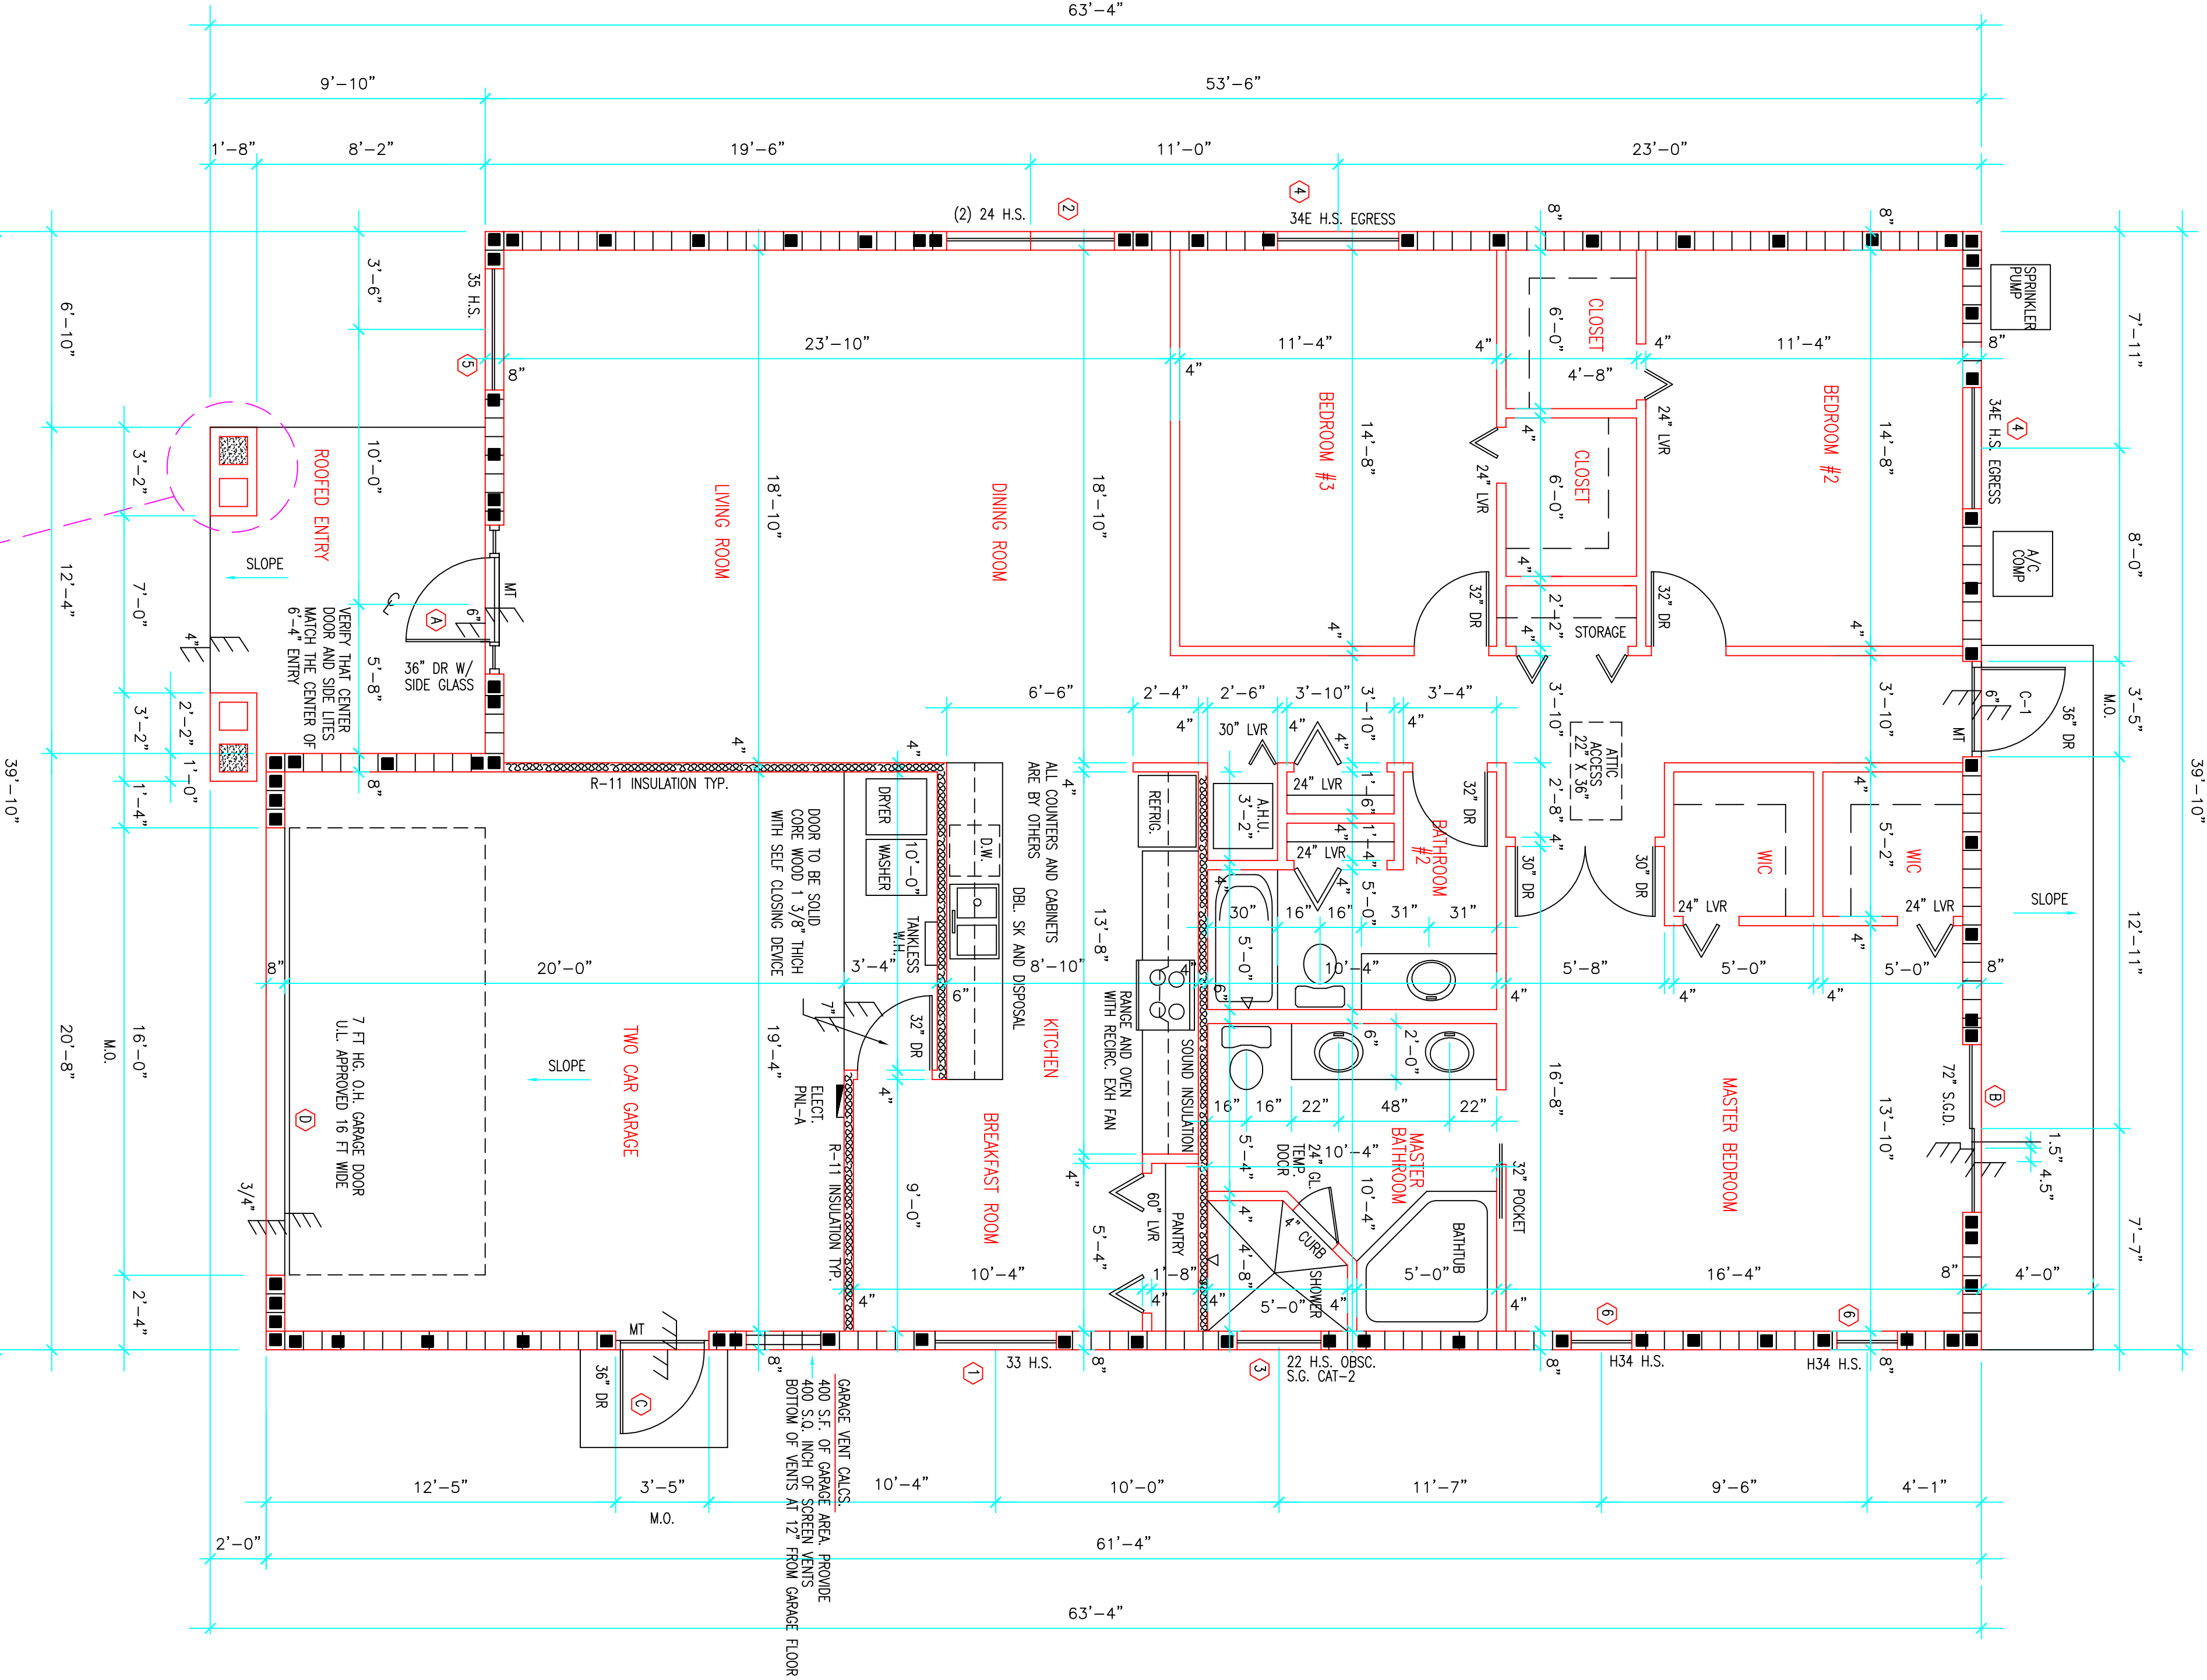 63'-4"
9'-10"
53'-6"
1'-8"
8'-2"
19'-6"
11'-0"
23'-0"
(2) 24 H.S.
2
4
34E H.S. EGRESS
8"
8"
SPRINKLER
PUMP
7'-11"
39'-10"
6'-10"
3'-6"
35 H.S.
5
8"
23'-10"
4"
11'-4"
4"
CLOSET
6'-0"
4'-8"
4"
11'-4"
8"
34E H.S. EGRESS
4
24" LVR
BEDROOM #3
14'-8"
4"
24" LVR
CLOSET
6'-0"
4"
BEDROOM #2
14'-8"
8'-0"
A/C
COMP
3'-2"
10'-0"
ROOFED ENTRY
SLOPE
LIVING ROOM
18'-10"
DINING ROOM
18'-10"
12'-4"
7'-0"
MT
A
6"
36" DR W/
SIDE GLASS
VERIFY THAT CENTER
DOOR AND SIDE LITES
MATCH THE CENTER OF
6'-4" ENTRY
4"
5'-8"
32" DR
2'-2"
4"
STORAGE
32" DR
4"
4"
3'-5"
M.O.
C-1
6"
36" DR
MT
3'-10"
3'-10"
3'-10"
6'-6"
2'-4"
4"
2'-6"
3'-10"
4"
3'-4"
4"
30" LVR
4"
24" LVR
1'-6"
ATTIC
ACCESS
22" X 36"
2'-8"
4"
3'-2"
2'-2"
1'-0"
1'-4"
8"
4"
4"
R-11 INSULATION TYP.
4"
ALL COUNTERS AND CABINETS
ARE BY OTHERS
REFRIG.
A.H.U.
3'-2"
4"
24" LVR
1'-4"
4"
4"
32" DR
BATHROOM
#2
30" DR
30" DR
WIC
5'-2"
WIC
4"
4"
SLOPE
DRYER
WASHER
10'-0"
D.W.
DBL. SK AND DISPOSAL
DOOR TO BE SOLID
CORE WOOD 1 3/8" THICH
WITH SELF CLOSING DEVICE
TANKLESS
W.H.
13'-8"
5'-0"
30"
16"
16"
31"
31"
24" LVR
24" LVR
12'-11"
8"
20'-0"
3'-4"
6"
8'-10"
4"
5'-0"
10'-4"
4"
5'-8"
4"
5'-0"
4"
5'-0"
8"
7"
32" DR
4"
KITCHEN
RANGE AND OVEN
WITH RECIRC. EXH FAN
SOUND INSULATION
6"
6"
2'-0"
16"
16"
22"
48"
22"
7 FT HG. O.H. GARAGE DOOR
U.L. APPROVED 16 FT WIDE
D
TWO CAR GARAGE
SLOPE
19'-4"
ELECT.
PNL-A
R-11 INSULATION TYP.
16'-0"
M.O.
20'-8"
39'-10"
3/4"
2'-4"
BREAKFAST ROOM
9'-0"
4"
60" LVR
PANTRY
5'-4"
5'-4"
4"
4'-8"
24" GL.
TEMP.
DOOR
10'-4"
MASTER
BATHROOM
10'-4"
32" POCKET
4" CURB
SHOWER
BATHTUB
16'-8"
MASTER BEDROOM
13'-10"
72" S.G.D.
B
1.5"
4.5"
7'-7"
4"
10'-4"
4"
1'-8"
4"
5'-0"
4"
5'-0"
4"
16'-4"
8"
4'-0"
6
6
MT
36" DR
C
8"
1
33 H.S.
8"
3
22 H.S. OBSC.
S.G. CAT-2
8"
H34 H.S.
H34 H.S.
8"
GARAGE VENT CALCS.
400 S.F. OF GARAGE AREA. PROVIDE
400 S.Q. INCH OF SCREEN VENTS
BOTTOM OF VENTS AT 12" FROM GARAGE FLOOR
12'-5"
3'-5"
M.O.
10'-4"
10'-0"
11'-7"
9'-6"
4'-1"
2'-0"
61'-4"
63'-4"